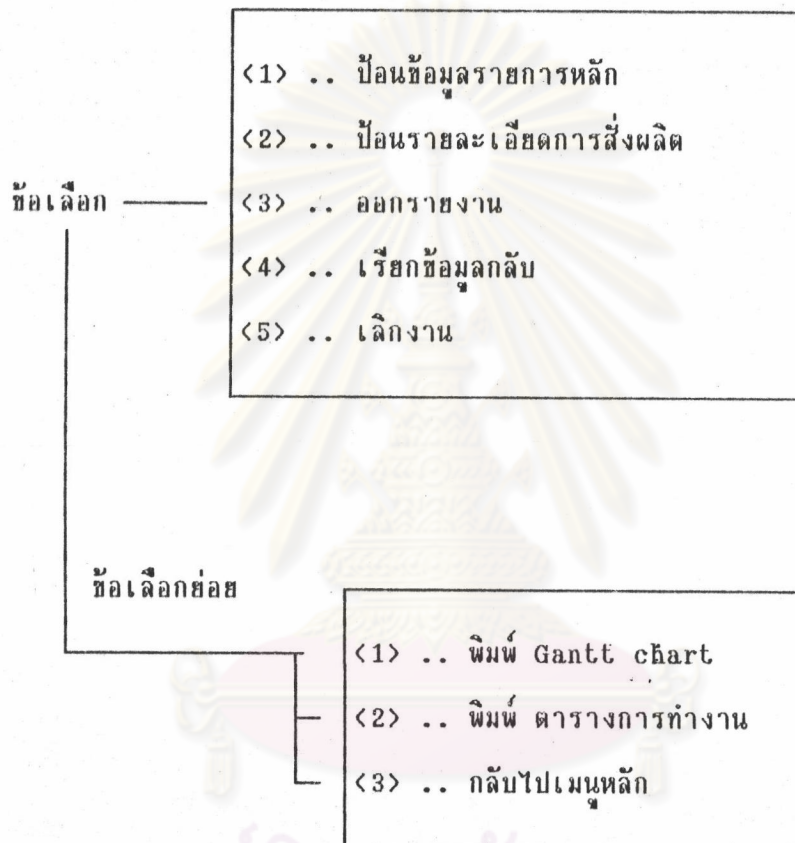 <1> .. ป้อนข้อมูลรายการหลัก
<2> .. ป้อนรายละเอียดการสั่งผลิต
ข้อเลือก
<3> .. ออกรายงาน
<4> .. เรียกข้อมูลกลับ
<5> .. เลิกงาน
ข้อเลือกย่อย
<1> .. พิมพ์ Gantt chart
<2> .. พิมพ์ ตารางการทำงาน
<3> .. กลับไปเมนูหลัก